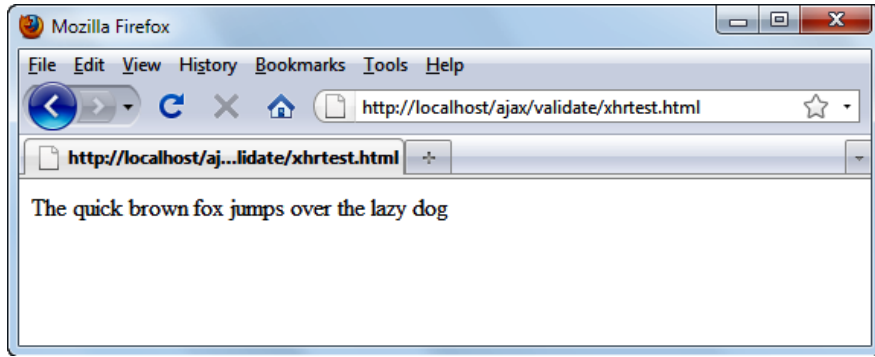 Mozilla Firefox
File Edit View History Bookmarks Tools Help
http://localhost/ajax/validate/xhrtest.html
http://localhost/aj...lidate/xhrtest.html
The quick brown fox jumps over the lazy dog